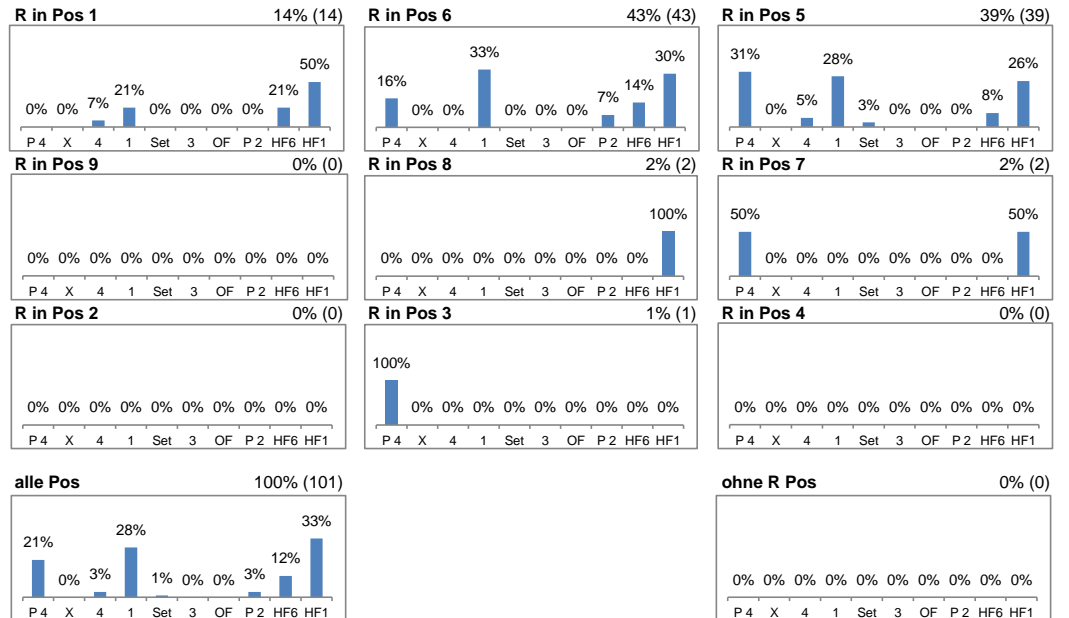 R in Pos 1 14% (14)
0% 0% 7% 21% 0% 0% 0% 0% 21% 50%
P 4 X 4 1 Set 3 OF P 2 HF6 HF1
R in Pos 6 43% (43)
16% 0% 0% 33% 0% 0% 0% 7% 14% 30%
P 4 X 4 1 Set 3 OF P 2 HF6 HF1
R in Pos 5 39% (39)
31% 0% 5% 28% 3% 0% 0% 0% 8% 26%
P 4 X 4 1 Set 3 OF P 2 HF6 HF1
R in Pos 9 0% (0)
0% 0% 0% 0% 0% 0% 0% 0% 0% 0%
P 4 X 4 1 Set 3 OF P 2 HF6 HF1
R in Pos 8 2% (2)
0% 0% 0% 0% 0% 0% 0% 0% 0% 100%
P 4 X 4 1 Set 3 OF P 2 HF6 HF1
R in Pos 7 2% (2)
50% 0% 0% 0% 0% 0% 0% 0% 0% 50%
P 4 X 4 1 Set 3 OF P 2 HF6 HF1
R in Pos 2 0% (0)
0% 0% 0% 0% 0% 0% 0% 0% 0% 0%
P 4 X 4 1 Set 3 OF P 2 HF6 HF1
R in Pos 3 1% (1)
100% 0% 0% 0% 0% 0% 0% 0% 0% 0%
P 4 X 4 1 Set 3 OF P 2 HF6 HF1
R in Pos 4 0% (0)
0% 0% 0% 0% 0% 0% 0% 0% 0% 0%
P 4 X 4 1 Set 3 OF P 2 HF6 HF1
alle Pos 100% (101)
21% 0% 3% 28% 1% 0% 0% 3% 12% 33%
P 4 X 4 1 Set 3 OF P 2 HF6 HF1
ohne R Pos 0% (0)
0% 0% 0% 0% 0% 0% 0% 0% 0% 0%
P 4 X 4 1 Set 3 OF P 2 HF6 HF1